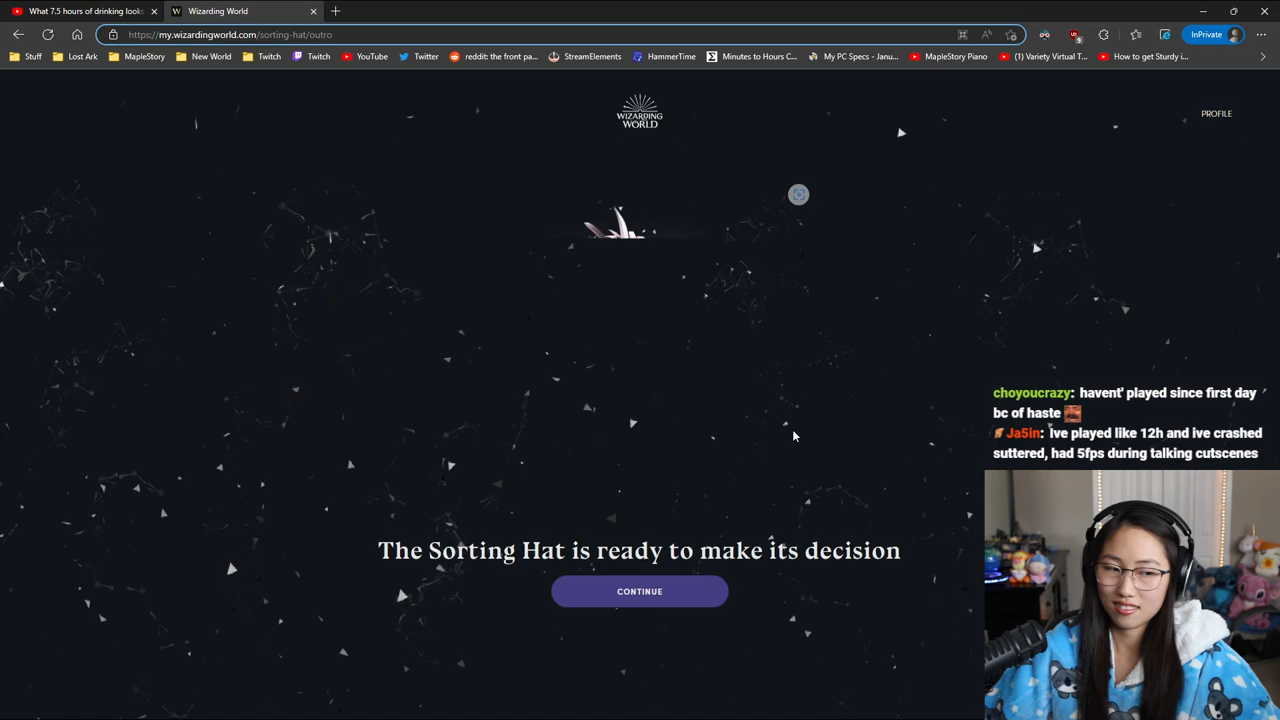 What 7.5 hours of drinking look
Wizarding World
https://my.wizardingworld.com/sorting-hat/outro
InPrivate
Stuff
Lost Ark
MapleStory
New World
Twitch
Twitch
YouTube
Twitter
reddit: the front pa...
StreamElements
HammerTime
Minutes to Hours C...
My PC Specs - Janu...
MapleStory Piano
(1) Variety Virtual T...
How to get Sturdy i...
WIZARDING
WORLD
PROFILE
choyoucrazy: havent' played since first day
bc of haste
Ja5in: Ive played like 12h and ive crashed
suttered, had 5fps during talking cutscenes
The Sorting Hat is ready to make its decision
CONTINUE